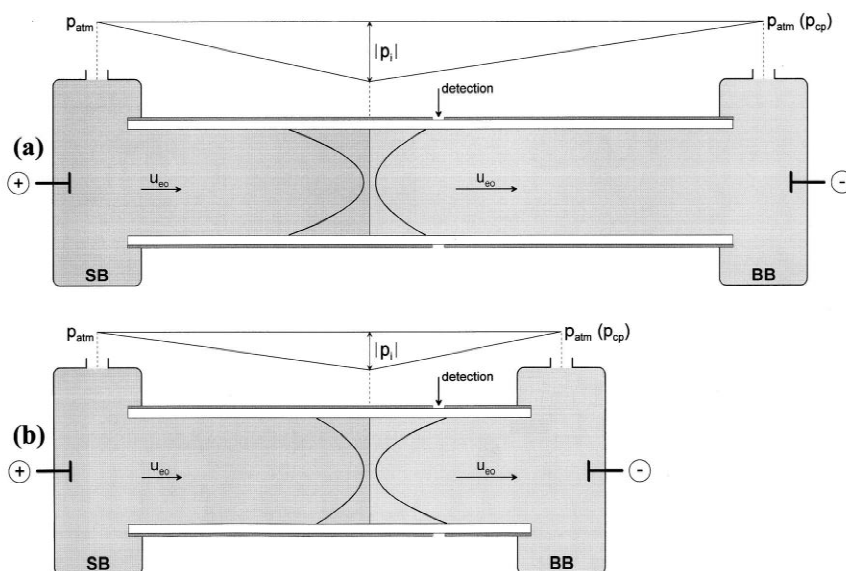 p_atm
|p_i|
p_atm (p_cp)
detection
(a)
+
u_eo
u_eo
-
SB
BB
p_atm
|p_i|
p_atm (p_cp)
detection
(b)
+
u_eo
u_eo
-
SB
BB